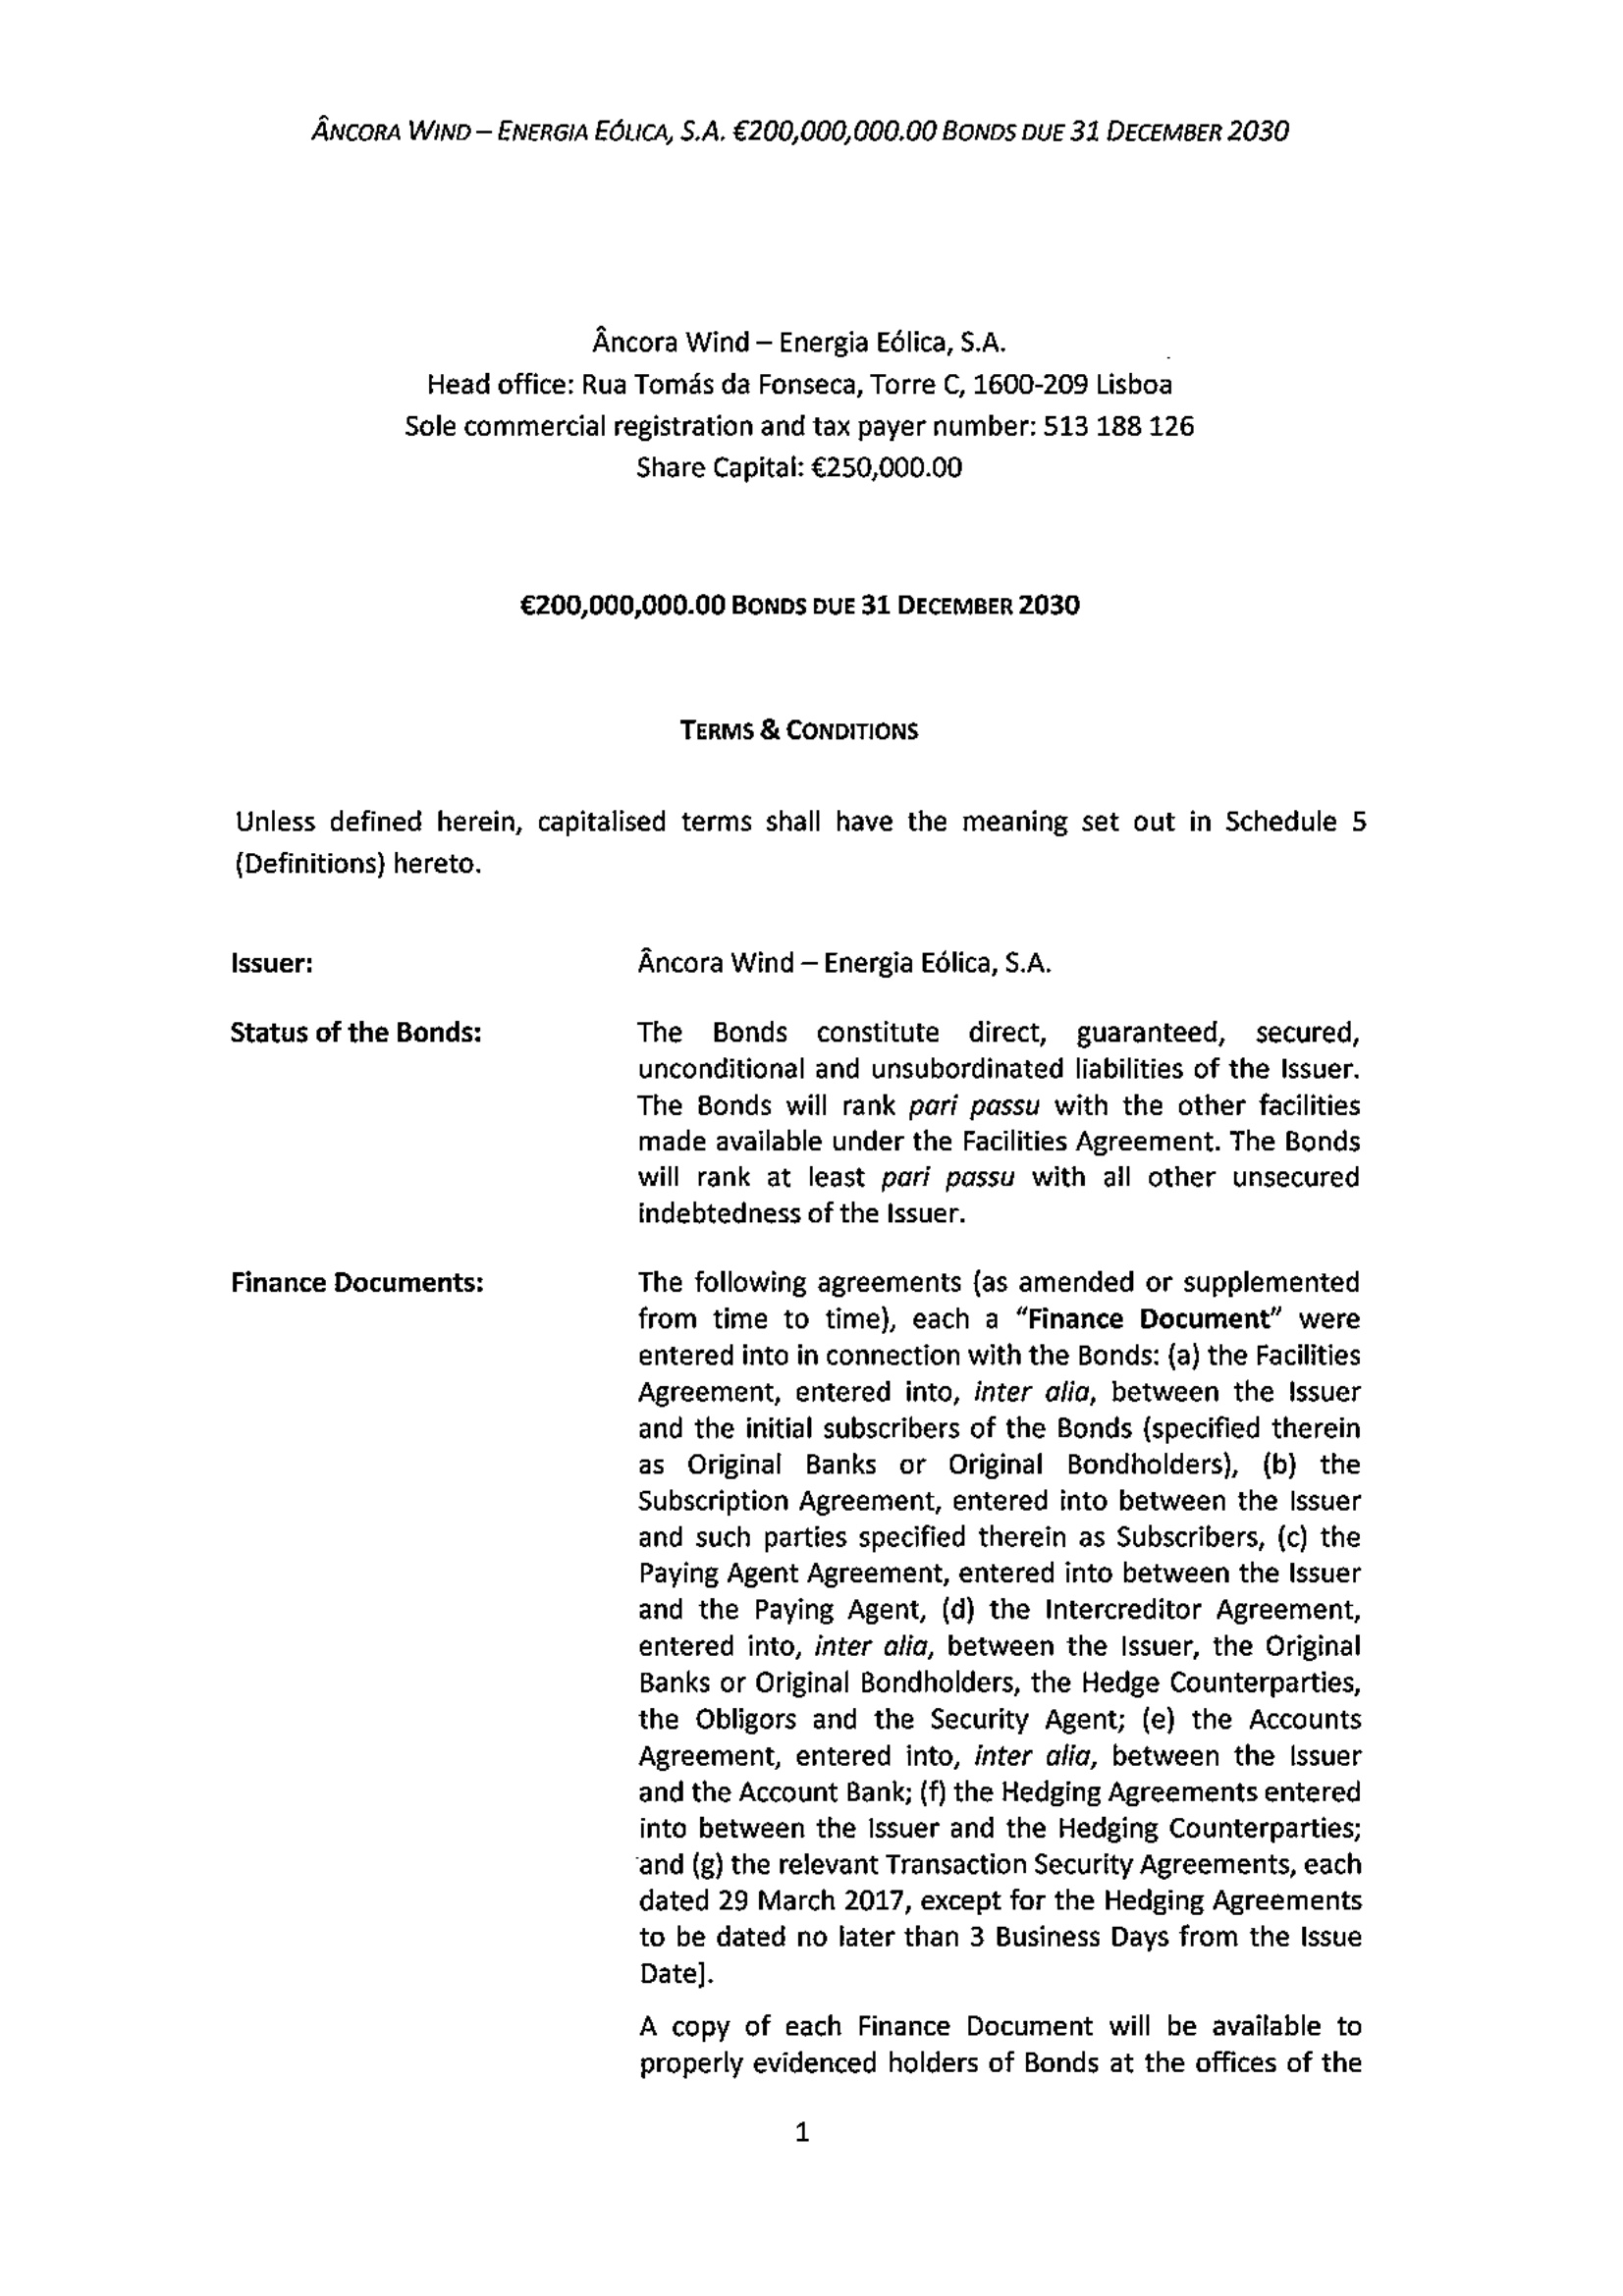 ÂNCORA WIND – ENERGIA EÓLICA, S.A. €200,000,000.00 BONDS DUE 31 DECEMBER 2030
Âncora Wind – Energia Eólica, S.A.
Head office: Rua Tomás da Fonseca, Torre C, 1600-209 Lisboa
Sole commercial registration and tax payer number: 513 188 126
Share Capital: €250,000.00
€200,000,000.00 BONDS DUE 31 DECEMBER 2030
TERMS & CONDITIONS
Unless defined herein, capitalised terms shall have the meaning set out in Schedule 5
(Definitions) hereto.
Issuer: Âncora Wind – Energia Eólica, S.A.
Status of the Bonds: The Bonds constitute direct, guaranteed, secured,
unconditional and unsubordinated liabilities of the Issuer.
The Bonds will rank pari passu with the other facilities
made available under the Facilities Agreement. The Bonds
will rank at least pari passu with all other unsecured
indebtedness of the Issuer.
Finance Documents: The following agreements (as amended or supplemented
from time to time), each a "Finance Document" were
entered into in connection with the Bonds: (a) the Facilities
Agreement, entered into, inter alia, between the Issuer
and the initial subscribers of the Bonds (specified therein
as Original Banks or Original Bondholders), (b) the
Subscription Agreement, entered into between the Issuer
and such parties specified therein as Subscribers, (c) the
Paying Agent Agreement, entered into between the Issuer
and the Paying Agent, (d) the Intercreditor Agreement,
entered into, inter alia, between the Issuer, the Original
Banks or Original Bondholders, the Hedge Counterparties,
the Obligors and the Security Agent; (e) the Accounts
Agreement, entered into, inter alia, between the Issuer
and the Account Bank; (f) the Hedging Agreements entered
into between the Issuer and the Hedging Counterparties;
and (g) the relevant Transaction Security Agreements, each
dated 29 March 2017, except for the Hedging Agreements
to be dated no later than 3 Business Days from the Issue
Date].
A copy of each Finance Document will be available to
properly evidenced holders of Bonds at the offices of the
1